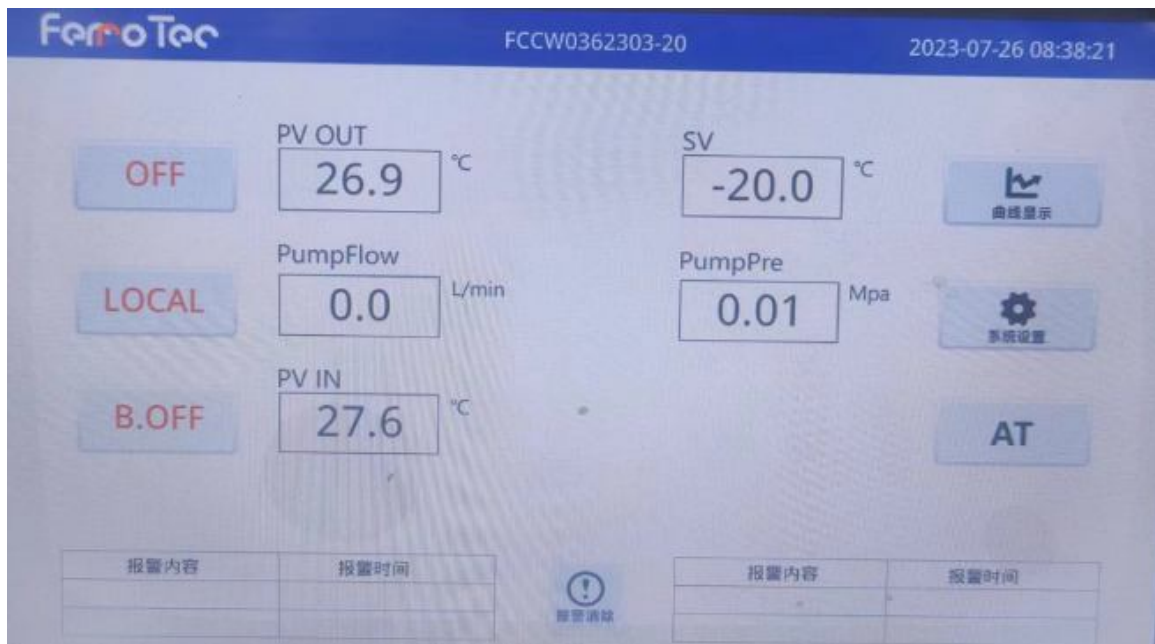 FerroTec
FCCW0362303-20
2023-07-26 08:38:21
OFF
PV OUT
26.9 ℃
SV
-20.0 ℃
曲线显示
LOCAL
PumpFlow
0.0 L/min
PumpPre
0.01 Mpa
系统设置
B.OFF
PV IN
27.6 ℃
AT
报警内容 报警时间
报警消除
报警内容 报警时间